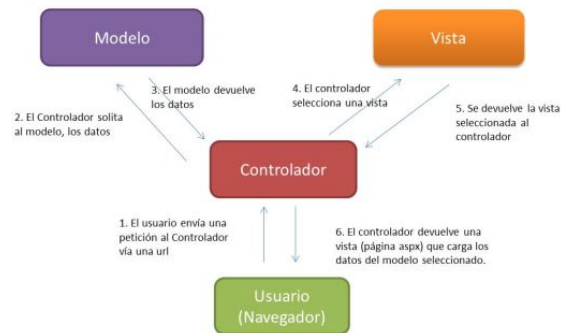 Modelo
Vista
3. El modelo devuelve
los datos
4. El controlador
selecciona una vista
2. El Controlador solita
al modelo, los datos
5. Se devuelve la vista
seleccionada al
controlador
Controlador
1. El usuario envía una
petición al Controlador
vía una url
6. El controlador devuelve una
vista (página aspx) que carga los
datos del modelo seleccionado.
Usuario
(Navegador)